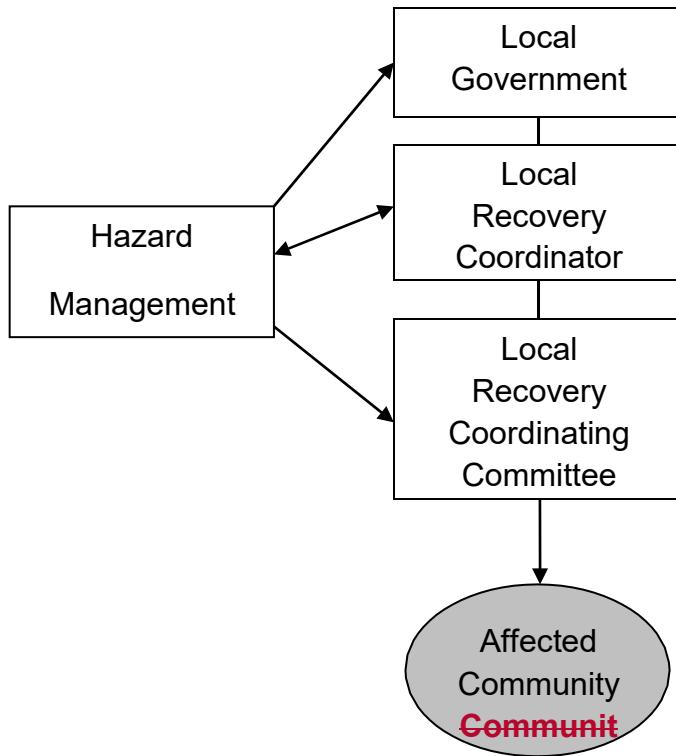 Local
Government
Local
Recovery
Coordinator
Hazard
Management
Local
Recovery
Coordinating
Committee
Affected
Community
Communit